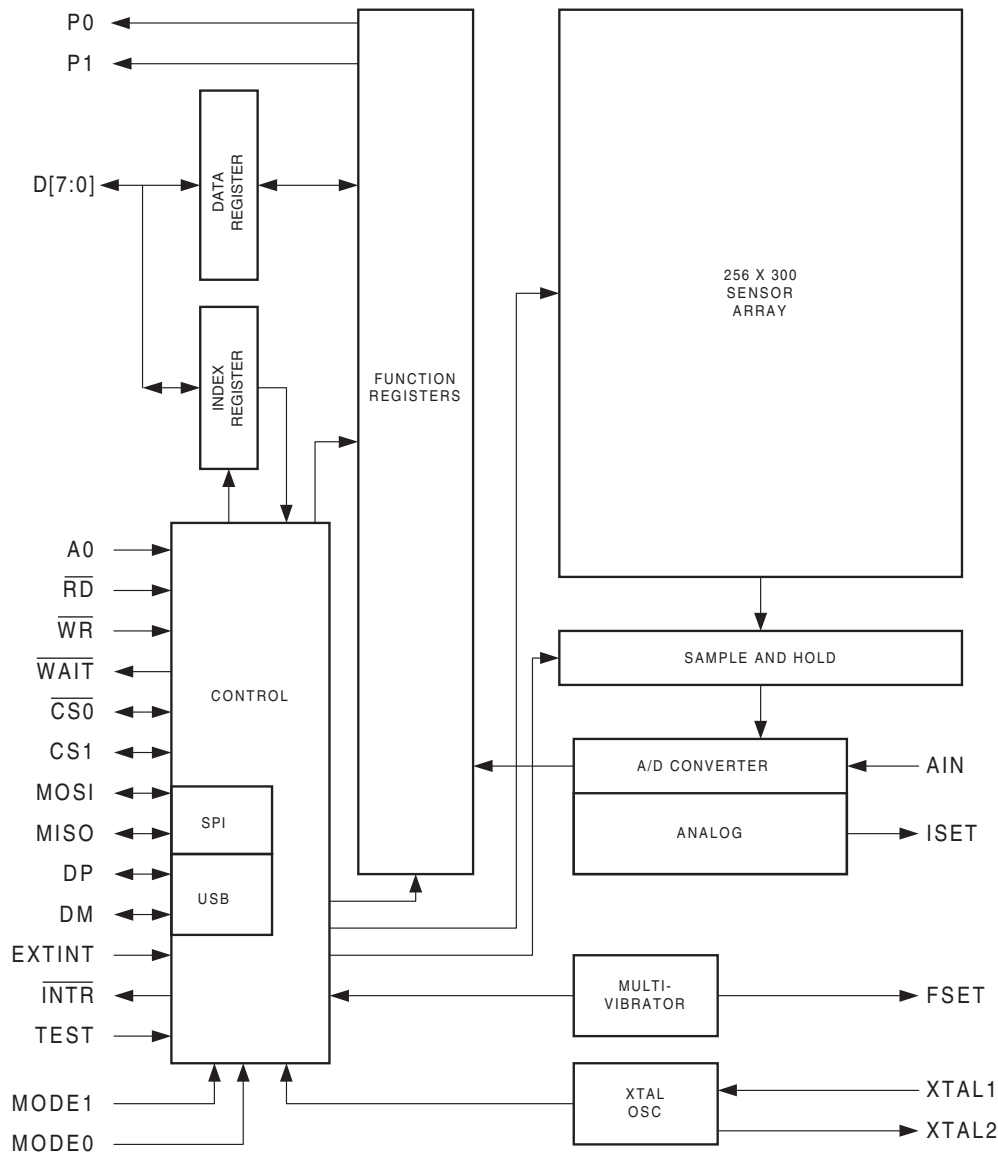 P0
P1
D[7:0]
DATA
REGISTER
INDEX
REGISTER
FUNCTION
REGISTERS
256 X 300
SENSOR
ARRAY
A0
RD
WR
WAIT
CS0
CS1
MOSI
MISO
DP
DM
EXTINT
INTR
TEST
MODE1
MODE0
CONTROL
SPI
USB
SAMPLE AND HOLD
A/D CONVERTER
ANALOG
AIN
ISET
MULTI-
VIBRATOR
FSET
XTAL
OSC
XTAL1
XTAL2